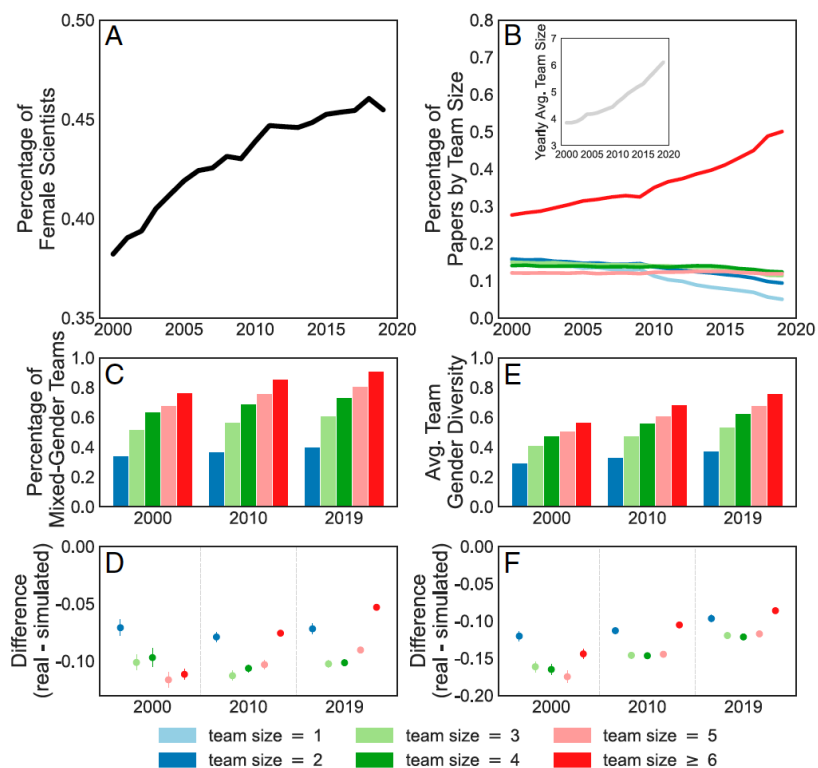 A
Percentage of
Female Scientists
0.50
0.45
0.40
0.35
2000 2005 2010 2015 2020
B
Percentage of
Papers by Team Size
0.8
0.7
0.6
0.5
0.4
0.3
0.2
0.1
0.0
2000 2005 2010 2015 2020
Yearly Avg. Team Size
7
6
5
4
3
2000 2005 2010 2015 2020
C
Percentage of
Mixed-Gender Teams
1.0
0.8
0.6
0.4
0.2
0.0
2000 2010 2019
E
Avg. Team
Gender Diversity
1.0
0.8
0.6
0.4
0.2
0.0
2000 2010 2019
D
Difference
(real - simulated)
0.00
-0.05
-0.10
2000 2010 2019
F
Difference
(real - simulated)
0.00
-0.05
-0.10
-0.15
-0.20
2000 2010 2019
team size = 1 team size = 3 team size = 5
team size = 2 team size = 4 team size ≥ 6